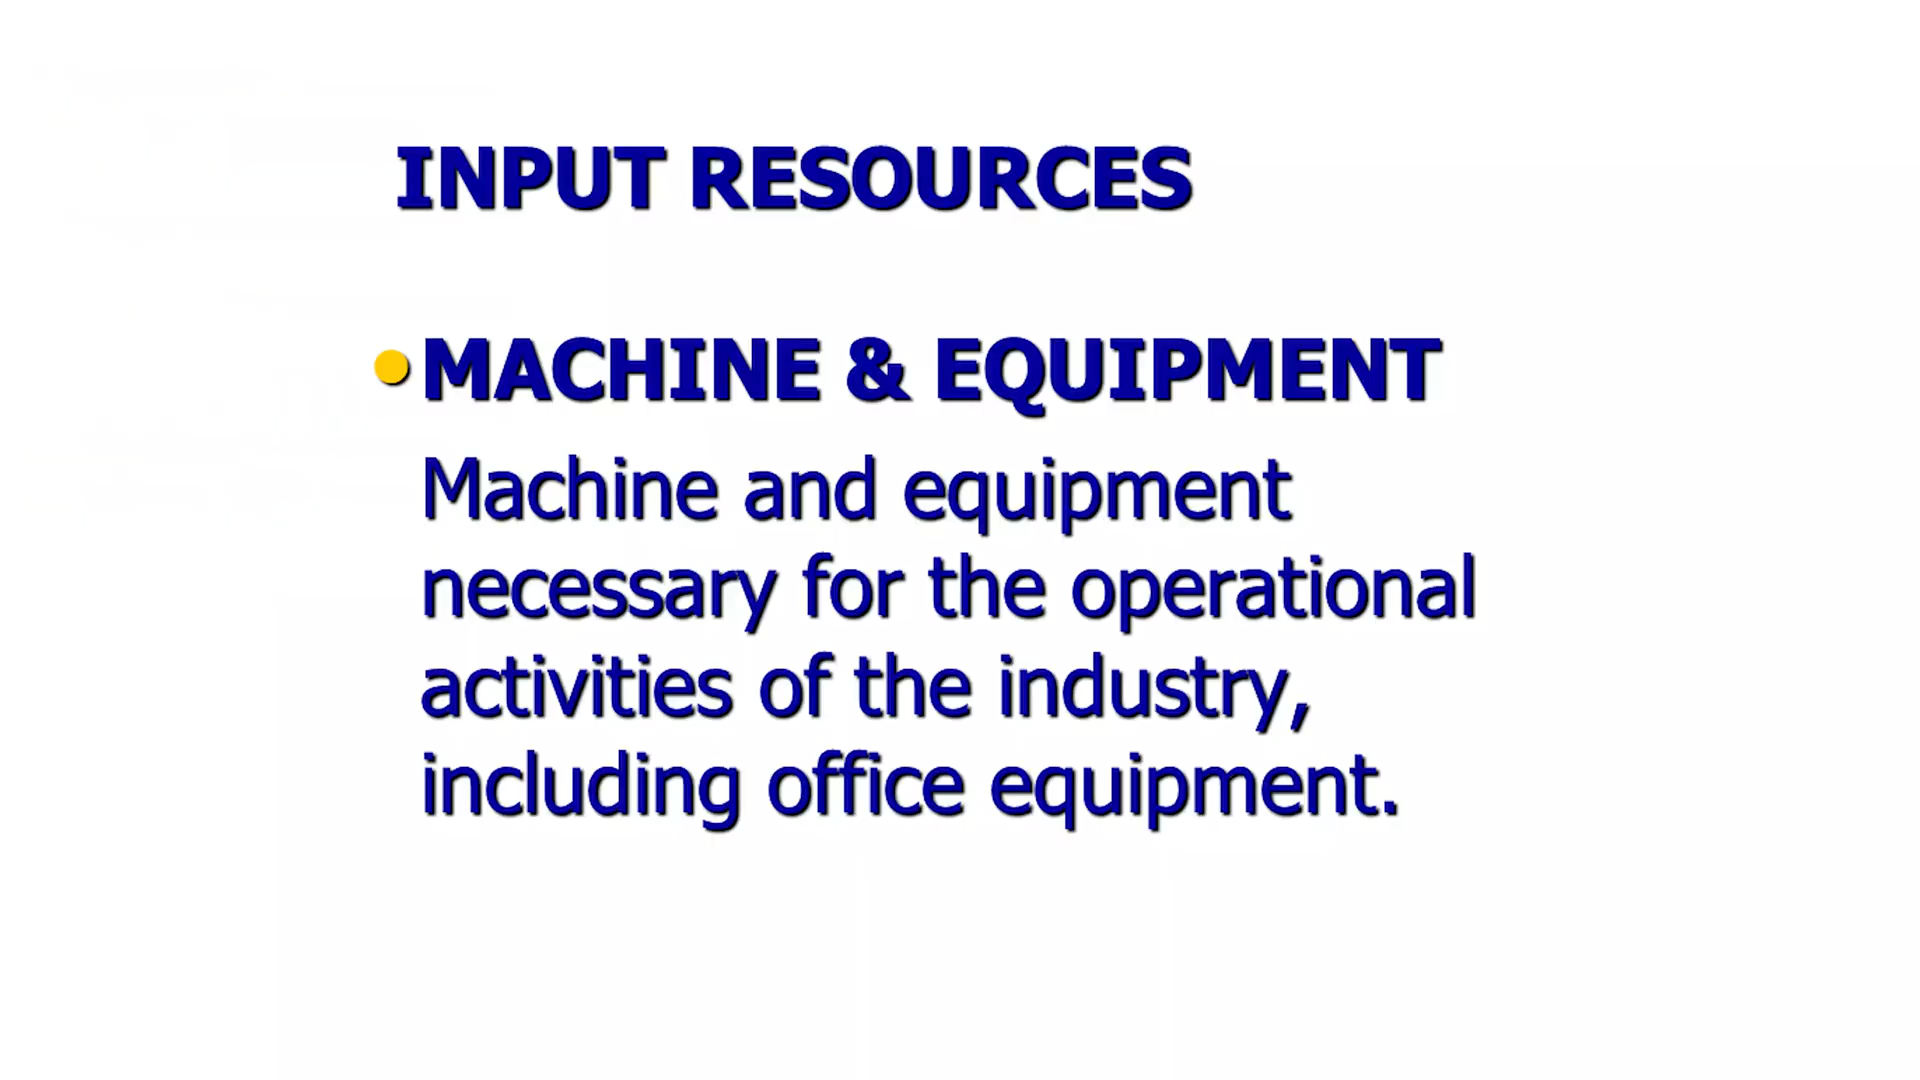 INPUT RESOURCES
• MACHINE & EQUIPMENT
Machine and equipment
necessary for the operational
activities of the industry,
including office equipment.